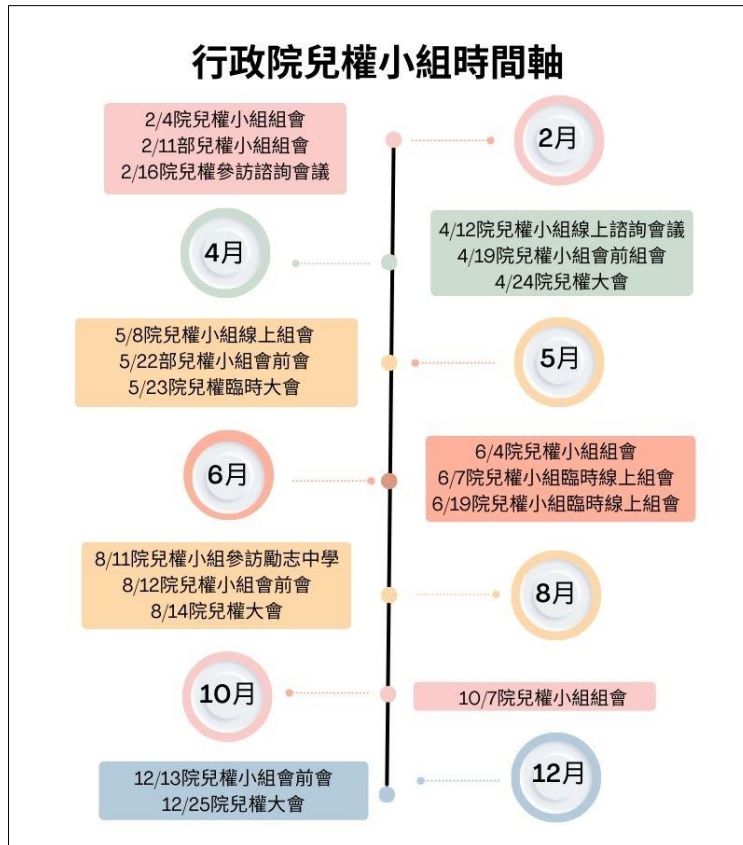 行政院兒權小組時間軸
2/4院兒權小組組會
2/11部兒權小組組會
2/16院兒權參訪諮詢會議
2月
4月
4/12院兒權小組線上諮詢會議
4/19院兒權小組會前組會
4/24院兒權大會
5/8院兒權小組線上組會
5/22部兒權小組會前會
5/23院兒權臨時大會
5月
6月
6/4院兒權小組組會
6/7院兒權小組臨時線上組會
6/19院兒權小組臨時線上組會
8/11院兒權小組參訪勵志中學
8/12院兒權小組會前會
8/14院兒權大會
8月
10月
10/7院兒權小組組會
12/13院兒權小組會前會
12/25院兒權大會
12月